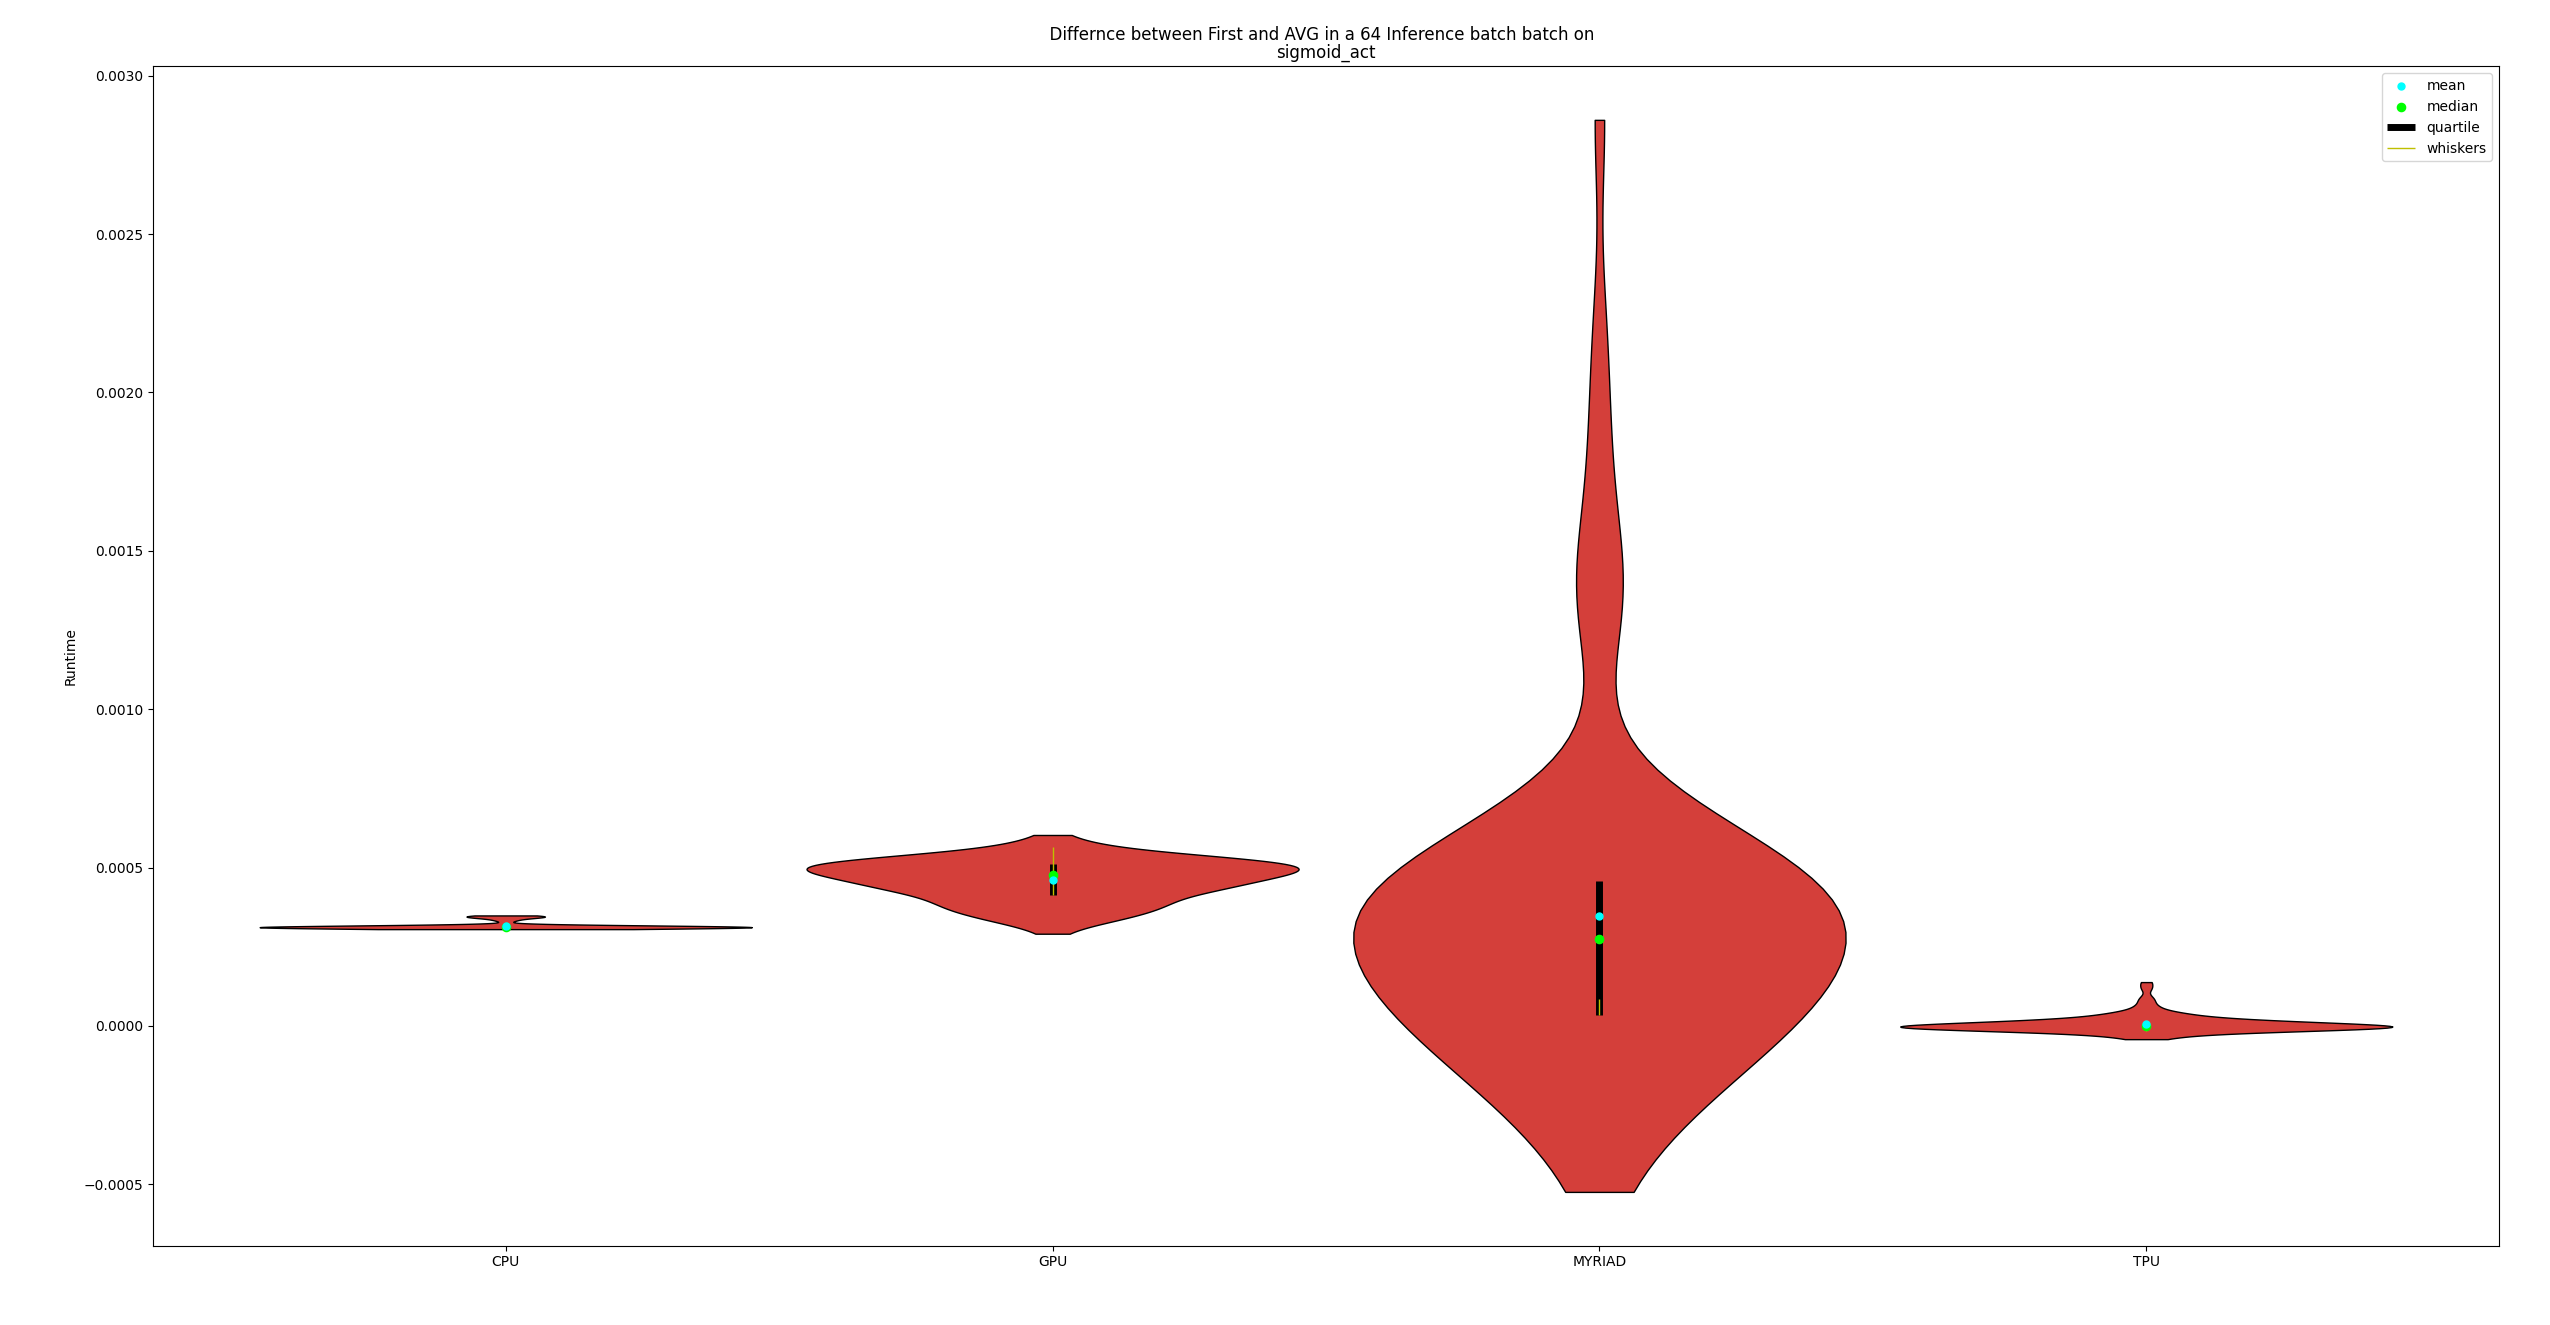 Differnce between First and AVG in a 64 Inference batch batch on
sigmoid_act
mean
median
quartile
whiskers
0.0030
0.0025
0.0020
0.0015
0.0010
0.0005
0.0000
−0.0005
Runtime
CPU
GPU
MYRIAD
TPU